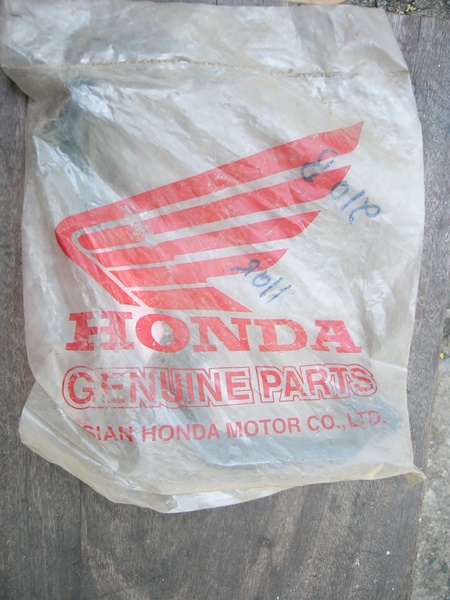 HONDA
GENUINE PARTS
SIAN HONDA MOTOR CO., LTD.